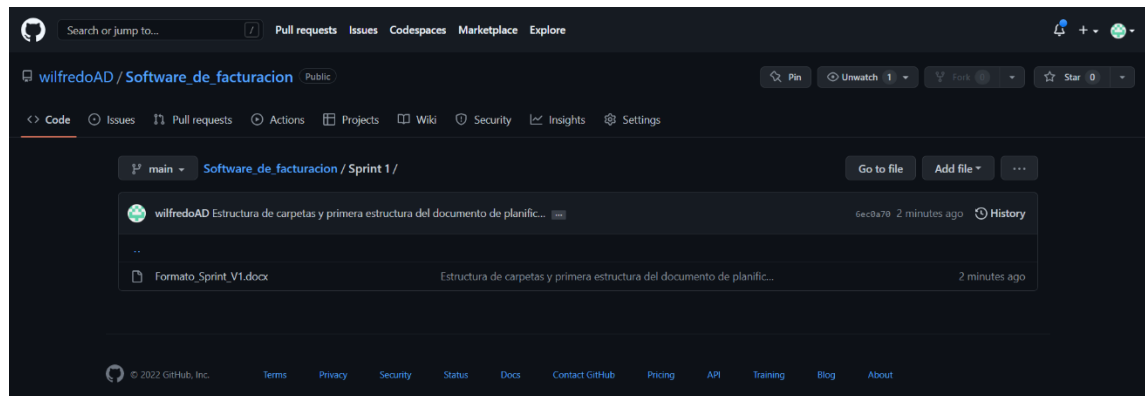 Search or jump to... / Pull requests Issues Codespaces Marketplace Explore
wilfredoAD / Software_de_facturacion Public Pin Unwatch 1 Fork 0 Star 0
<> Code Issues Pull requests Actions Projects Wiki Security Insights Settings
main Software_de_facturacion / Sprint 1 / Go to file Add file ...
wilfredoAD Estructura de carpetas y primera estructura del documento de planific... ... 6ec0a70 2 minutes ago History
..
Formato_Sprint_V1.docx Estructura de carpetas y primera estructura del documento de planific... 2 minutes ago
© 2022 GitHub, Inc. Terms Privacy Security Status Docs Contact GitHub Pricing API Training Blog About